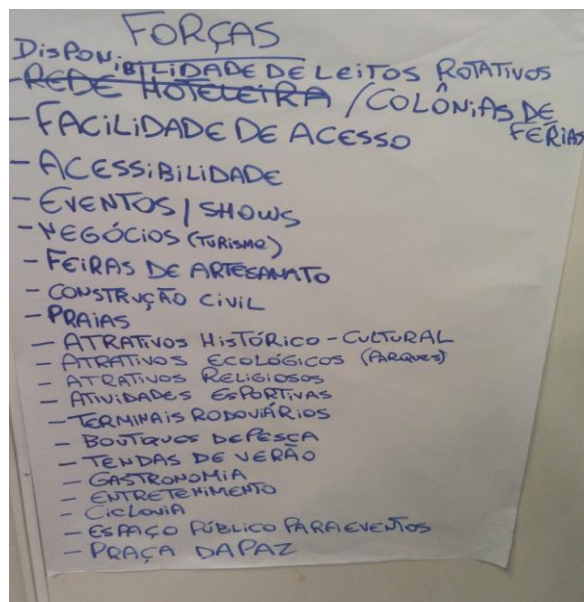 FORÇAS
DISPONIBILIDADE DE LEITOS ROTATIVOS
- REDE HOTELEIRA / COLÔNIAS DE FÉRIAS
- FACILIDADE DE ACESSO
- ACESSIBILIDADE
- EVENTOS / SHOWS
- NEGÓCIOS (TURISMO)
- FEIRAS DE ARTESANATO
- CONSTRUÇÃO CIVIL
- PRAIAS
- ATRATIVOS HISTÓRICO - CULTURAL
- ATRATIVOS ECOLÓGICOS (PARQUES)
- ATRATIVOS RELIGIOSOS
- ATIVIDADES ESPORTIVAS
- TERMINAIS RODOVIÁRIOS
- BOUTIQUES DE PESCA
- TENDAS DE VERÃO
- GASTRONOMIA
- ENTRETENIMENTO
- CICLOVIA
- ESPAÇO PÚBLICO PARA EVENTOS
- PRAÇA DA PAZ